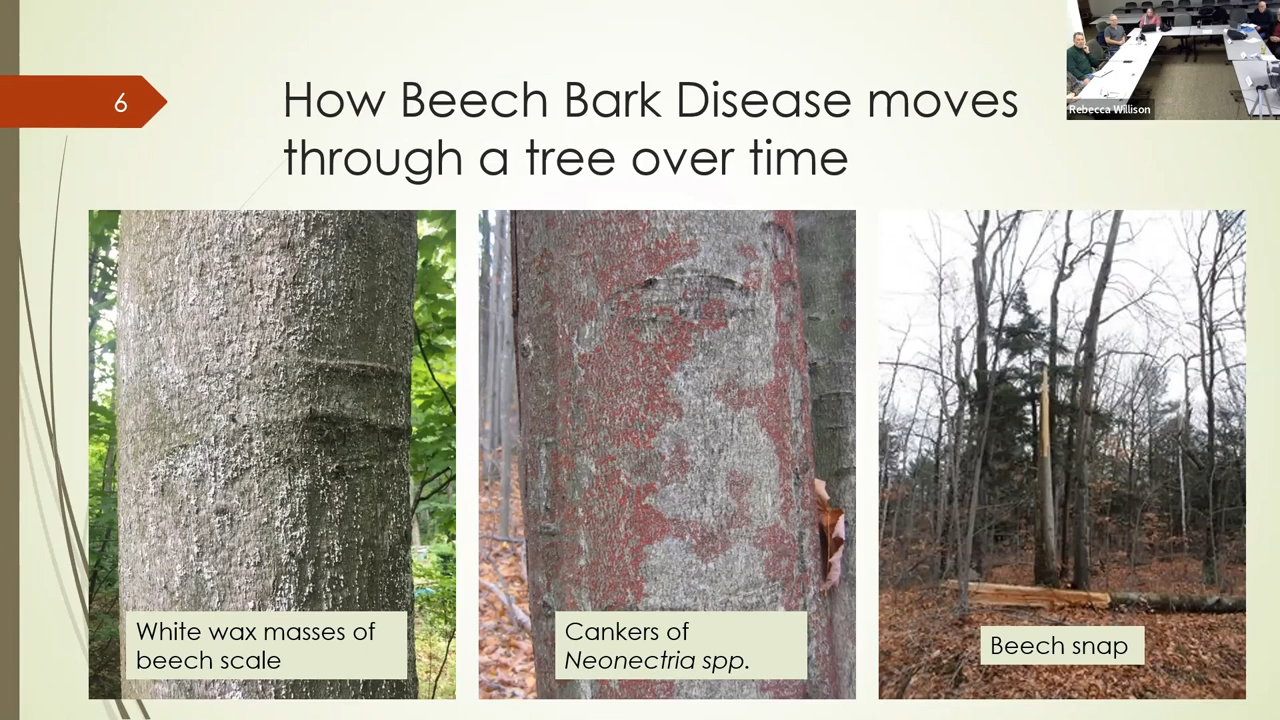 6
How Beech Bark Disease moves
through a tree over time
Rebecca Willison
White wax masses of
beech scale
Cankers of
Neonectria spp.
Beech snap